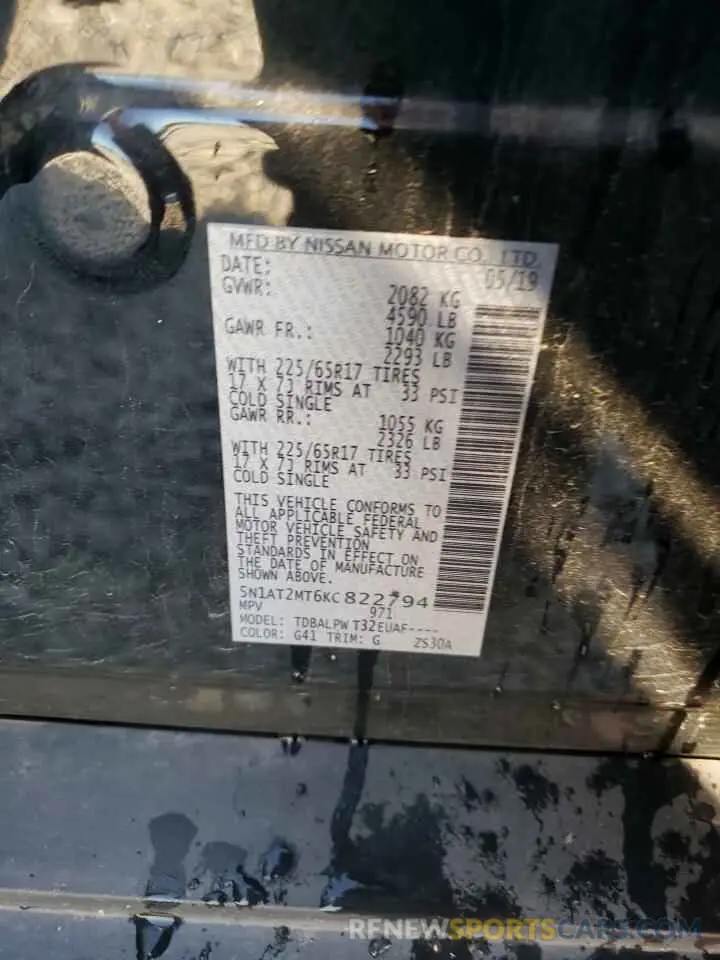 MFD BY NISSAN MOTOR CO., LTD.
DATE: 05/19
GVWR: 2082 KG
4590 LB
GAWR FR.: 1040 KG
2293 LB
WITH 225/65R17 TIRES
17 X 7J RIMS AT 33 PSI
COLD SINGLE
GAWR RR.: 1055 KG
2326 LB
WITH 225/65R17 TIRES
17 X 7J RIMS AT 33 PSI
COLD SINGLE
THIS VEHICLE CONFORMS TO
ALL APPLICABLE FEDERAL
MOTOR VEHICLE SAFETY AND
THEFT PREVENTION
STANDARDS IN EFFECT ON
THE DATE OF MANUFACTURE
SHOWN ABOVE.
5N1AT2MT6KC822794
MPV 971
MODEL: TDBALPW T32EUAF----
COLOR: G41 TRIM: G 2S30A
RENEWSPORTSCARS.COM